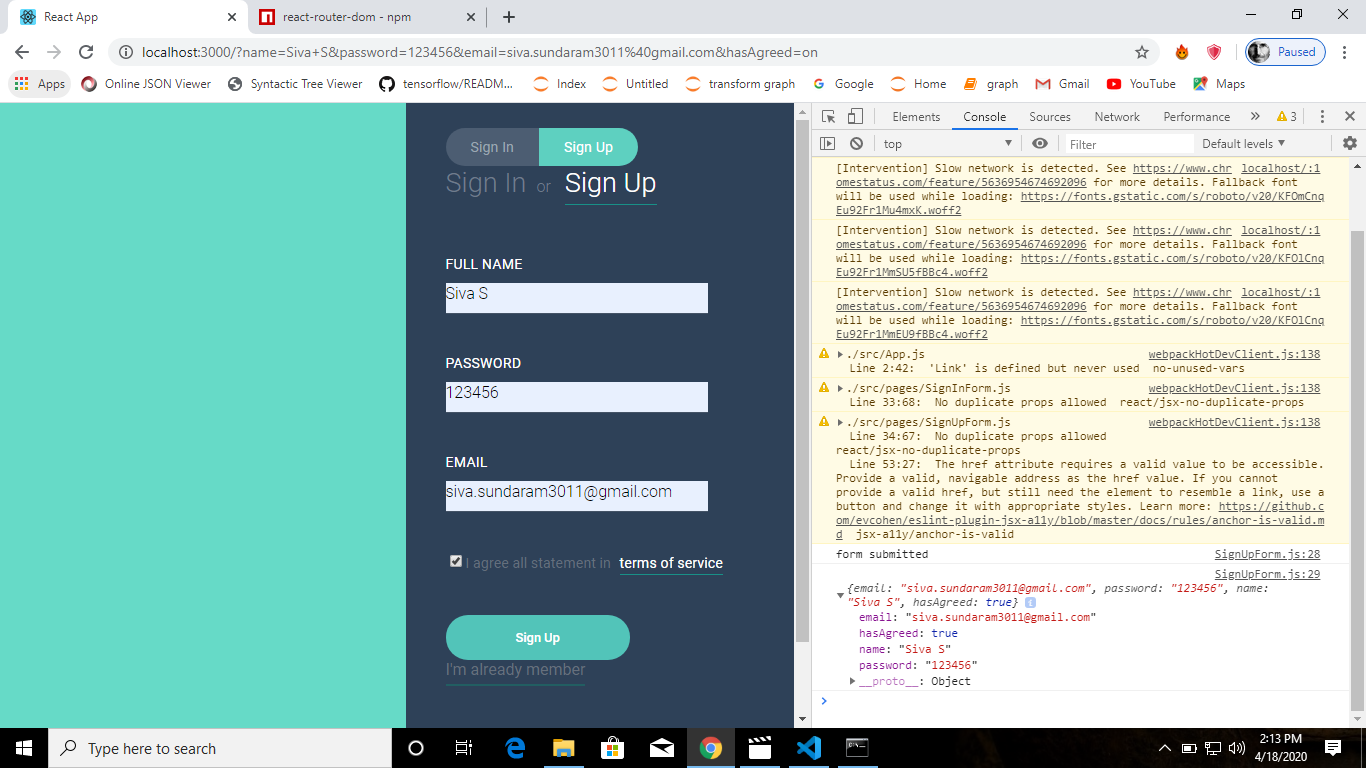 React App
react-router-dom - npm
localhost:3000/?name=Siva+S&password=123456&email=siva.sundaram3011%40gmail.com&hasAgreed=on
Paused
Apps
Online JSON Viewer
Syntactic Tree Viewer
tensorflow/READM...
Index
Untitled
transform graph
Google
Home
graph
Gmail
YouTube
Maps
Sign In
Sign Up
Sign In or Sign Up
FULL NAME
Siva S
PASSWORD
123456
EMAIL
siva.sundaram3011@gmail.com
I agree all statement in terms of service
Sign Up
I'm already member
Elements
Console
Sources
Network
Performance
3
top
Filter
Default levels
[Intervention] Slow network is detected. See https://www.chr localhost/:1
omestatus.com/feature/5636954674692096 for more details. Fallback font
will be used while loading: https://fonts.gstatic.com/s/roboto/v20/KFOmCnq
Eu92Fr1Mu4mxK.woff2
[Intervention] Slow network is detected. See https://www.chr localhost/:1
omestatus.com/feature/5636954674692096 for more details. Fallback font
will be used while loading: https://fonts.gstatic.com/s/roboto/v20/KFOlCnq
Eu92Fr1MmSU5fBBc4.woff2
[Intervention] Slow network is detected. See https://www.chr localhost/:1
omestatus.com/feature/5636954674692096 for more details. Fallback font
will be used while loading: https://fonts.gstatic.com/s/roboto/v20/KFOlCnq
Eu92Fr1MmEU9fBBc4.woff2
./src/App.js webpackHotDevClient.js:138
Line 2:42: 'Link' is defined but never used no-unused-vars
./src/pages/SignInForm.js webpackHotDevClient.js:138
Line 33:68: No duplicate props allowed react/jsx-no-duplicate-props
./src/pages/SignUpForm.js webpackHotDevClient.js:138
Line 34:67: No duplicate props allowed
react/jsx-no-duplicate-props
Line 53:27: The href attribute requires a valid value to be accessible.
Provide a valid, navigable address as the href value. If you cannot
provide a valid href, but still need the element to resemble a link, use a
button and change it with appropriate styles. Learn more: https://github.c
om/evcohen/eslint-plugin-jsx-a11y/blob/master/docs/rules/anchor-is-valid.m
d jsx-a11y/anchor-is-valid
form submitted SignUpForm.js:28
SignUpForm.js:29
{email: "siva.sundaram3011@gmail.com", password: "123456", name:
"Siva S", hasAgreed: true}
email: "siva.sundaram3011@gmail.com"
hasAgreed: true
name: "Siva S"
password: "123456"
__proto__: Object
Type here to search
2:13 PM
4/18/2020